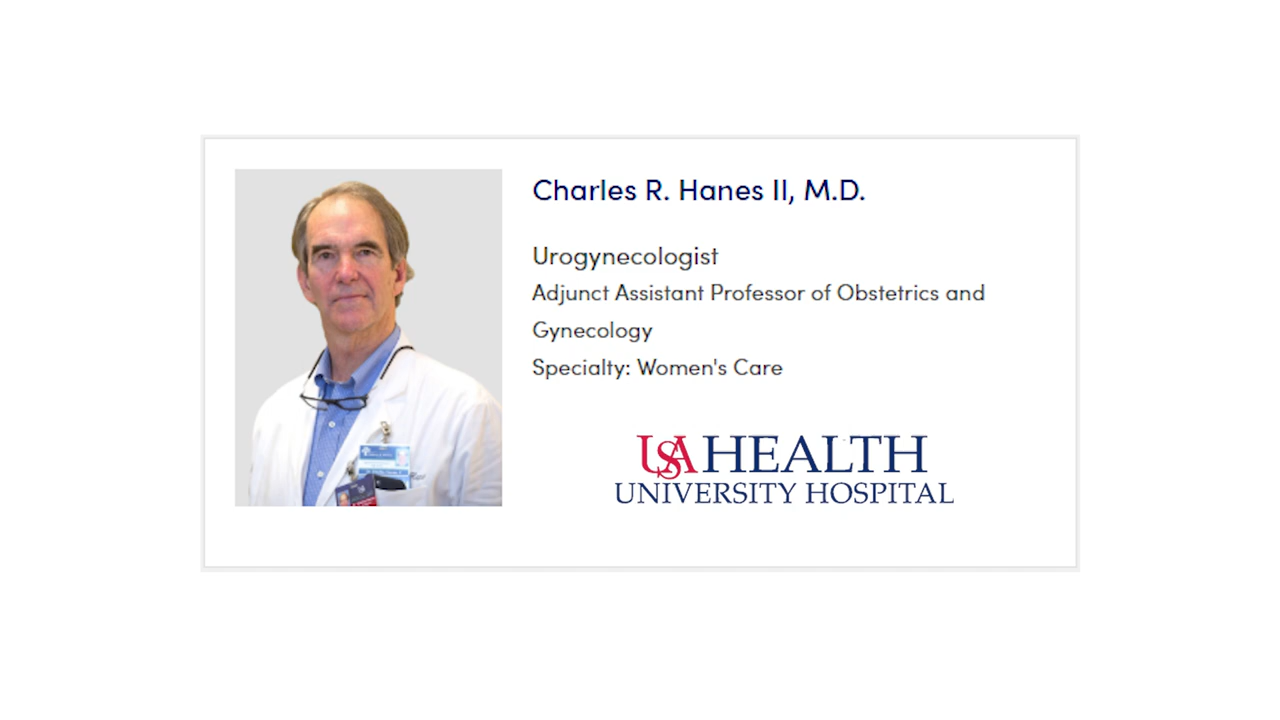 Charles R. Hanes II, M.D.
Urogynecologist
Adjunct Assistant Professor of Obstetrics and
Gynecology
Specialty: Women's Care
USA HEALTH
UNIVERSITY HOSPITAL